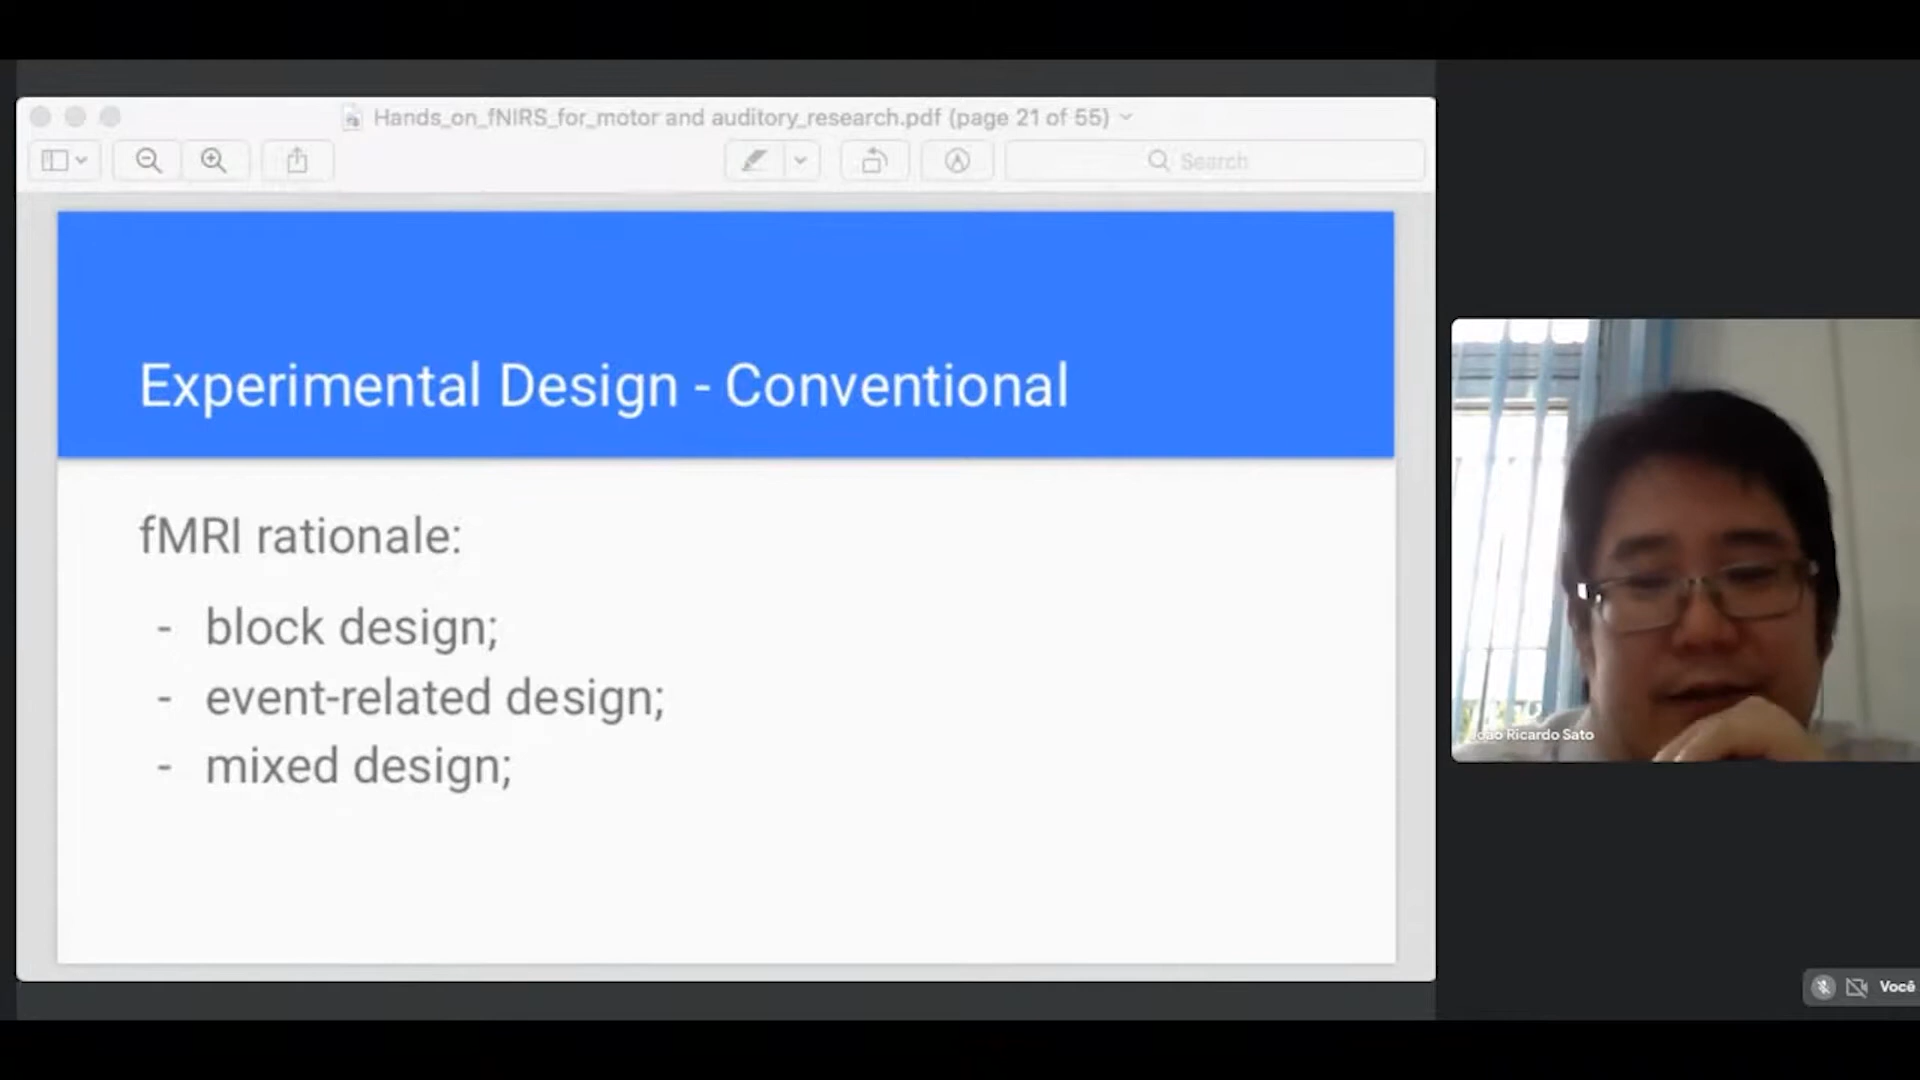 Hands_on_fNIRS_for_motor and auditory_research.pdf (page 21 of 55)
Search
Experimental Design - Conventional
fMRI rationale:
- block design;
- event-related design;
- mixed design;
João Ricardo Sato
Você